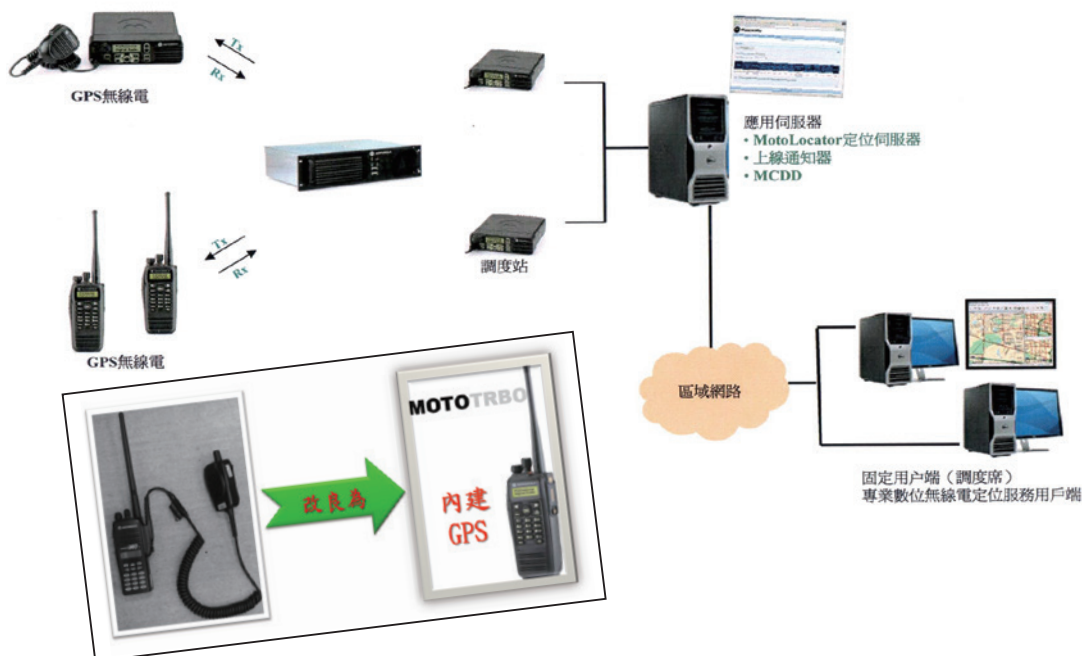 Tx
Rx
GPS無線電
應用伺服器
• MotoLocator定位伺服器
• 上線通知器
• MCDD
Tx
Rx
調度站
GPS無線電
區域網路
固定用户端（調度席）
專業數位無線電定位服務用戶端
MOTOTRBO
改良為
內建
GPS